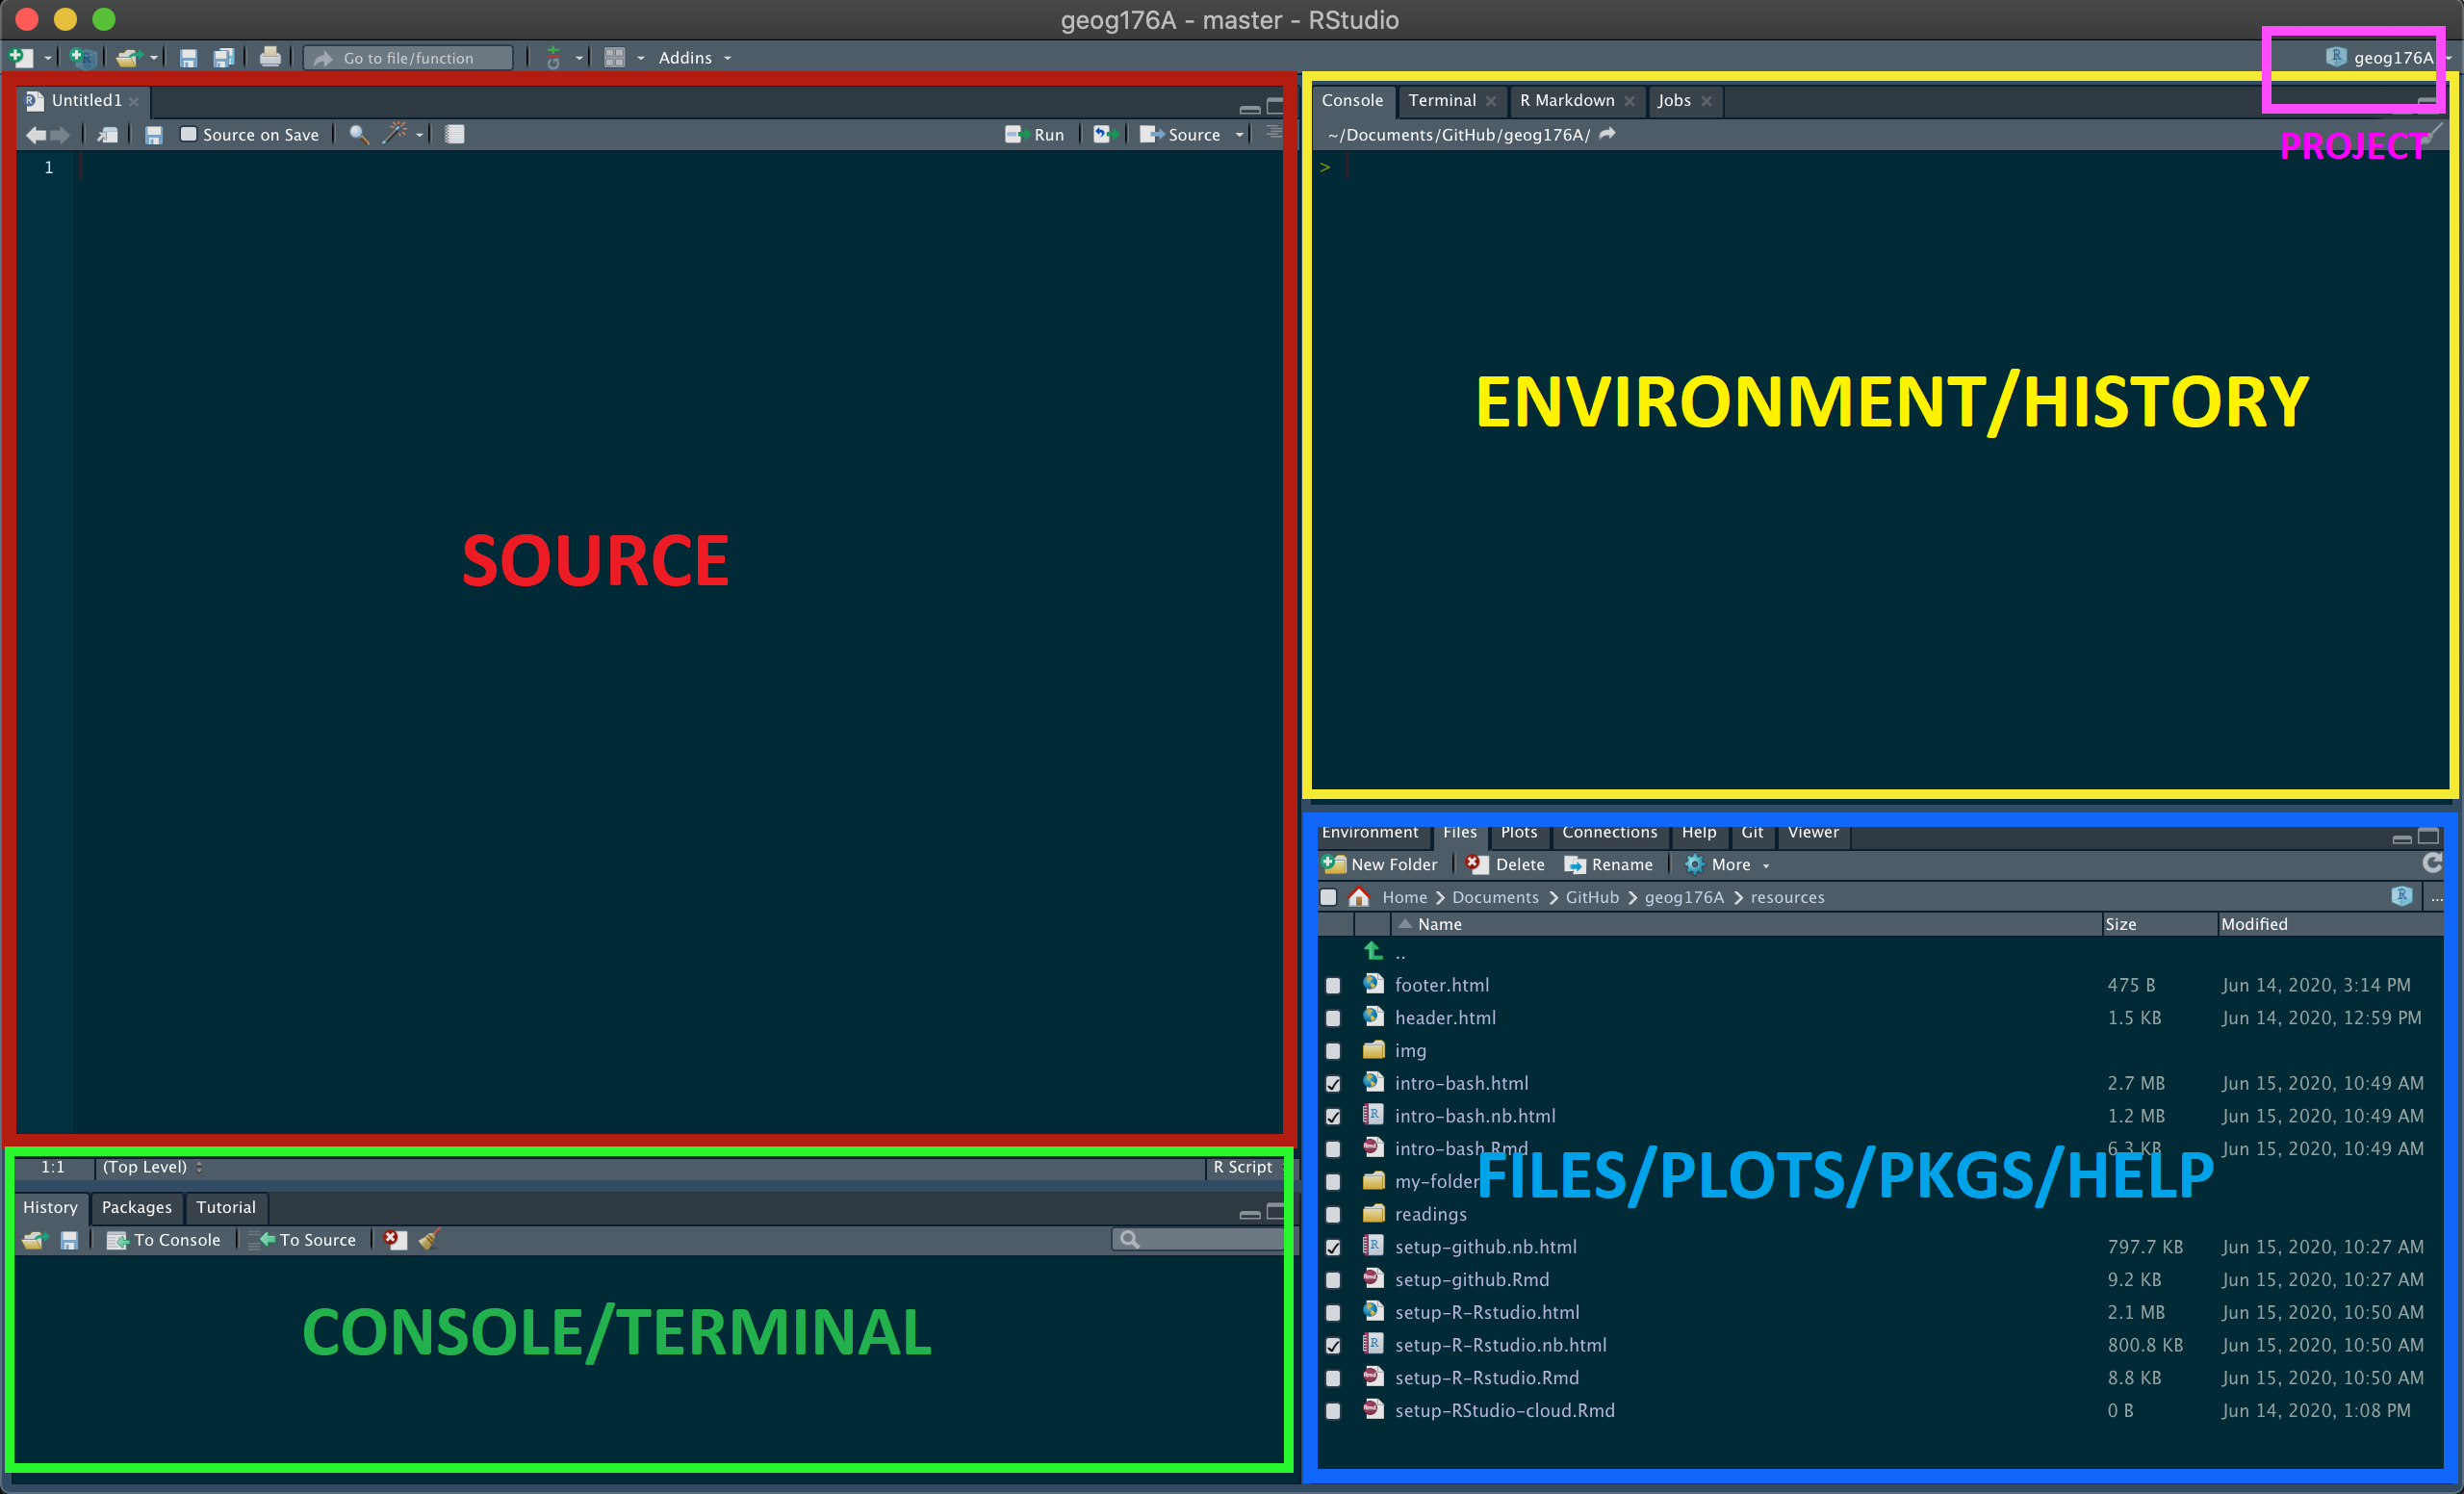 geog176A - master - RStudio
Go to file/function
Addins
geog176A
Untitled1
Source on Save
Run
Source
1
SOURCE
1:1 (Top Level) R Script
History Packages Tutorial
To Console To Source
CONSOLE/TERMINAL
Console Terminal R Markdown Jobs
~/Documents/GitHub/geog176A/
PROJECT
>
ENVIRONMENT/HISTORY
Environment Files Plots Connections Help Git Viewer
New Folder Delete Rename More
Home Documents GitHub geog176A resources
Name Size Modified
..
footer.html 475 B Jun 14, 2020, 3:14 PM
header.html 1.5 KB Jun 14, 2020, 12:59 PM
img
intro-bash.html 2.7 MB Jun 15, 2020, 10:49 AM
intro-bash.nb.html 1.2 MB Jun 15, 2020, 10:49 AM
intro-bash.Rmd 6.3 KB Jun 15, 2020, 10:49 AM
FILES/PLOTS/PKGS/HELP
my-folder
readings
setup-github.nb.html 797.7 KB Jun 15, 2020, 10:27 AM
setup-github.Rmd 9.2 KB Jun 15, 2020, 10:27 AM
setup-R-Rstudio.html 2.1 MB Jun 15, 2020, 10:50 AM
setup-R-Rstudio.nb.html 800.8 KB Jun 15, 2020, 10:50 AM
setup-R-Rstudio.Rmd 8.8 KB Jun 15, 2020, 10:50 AM
setup-RStudio-cloud.Rmd 0 B Jun 14, 2020, 1:08 PM